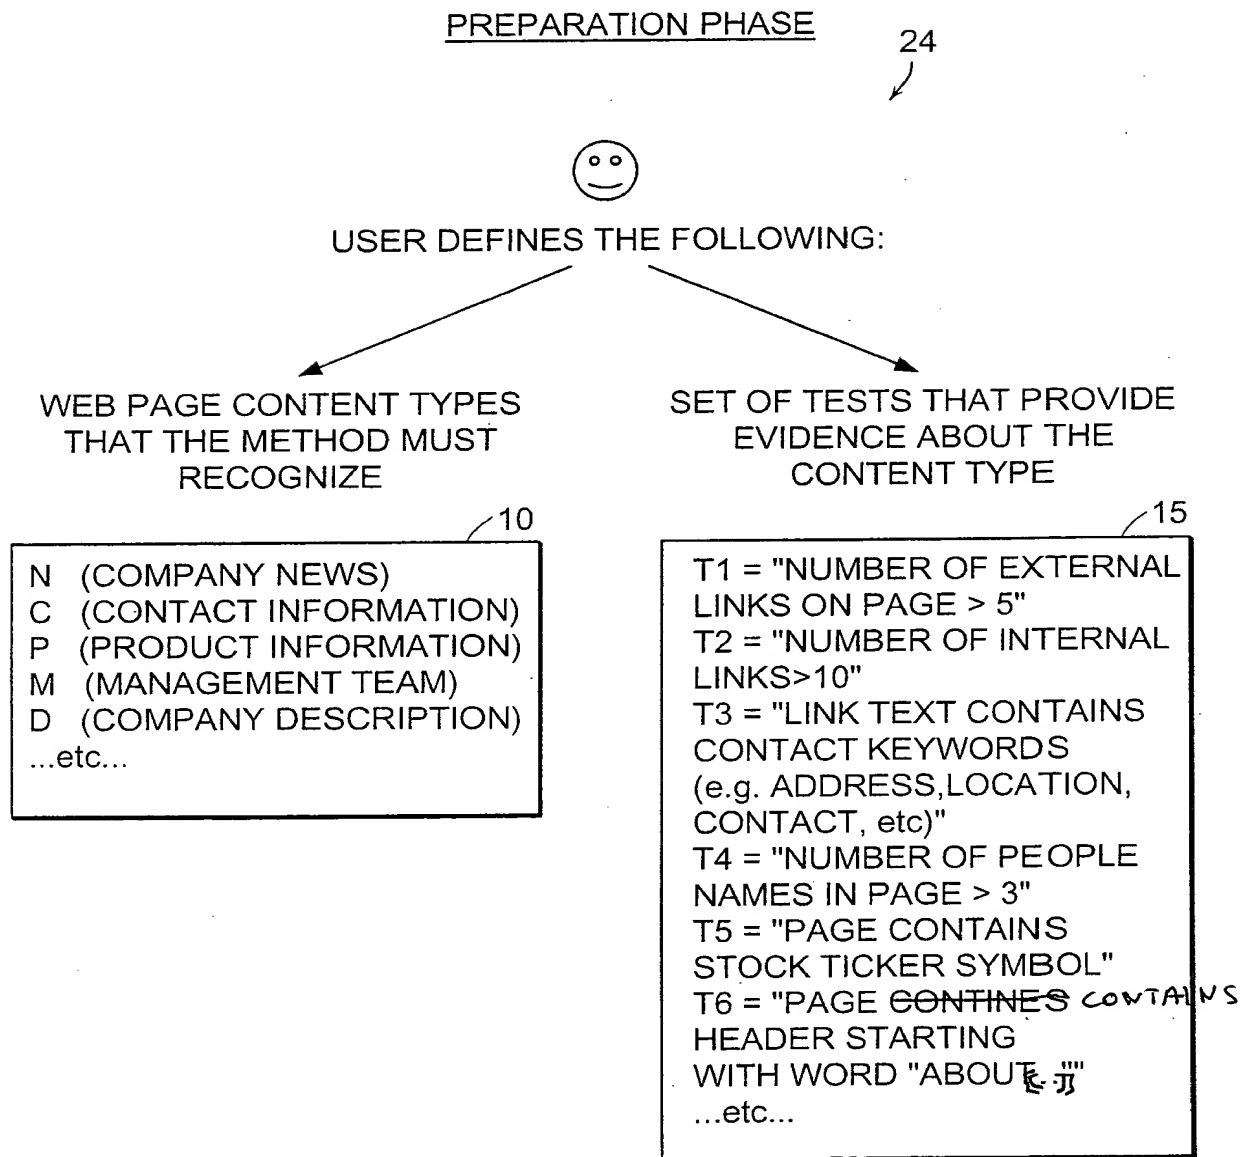 PREPARATION PHASE
24
USER DEFINES THE FOLLOWING:
WEB PAGE CONTENT TYPES
THAT THE METHOD MUST
RECOGNIZE
10
N (COMPANY NEWS)
C (CONTACT INFORMATION)
P (PRODUCT INFORMATION)
M (MANAGEMENT TEAM)
D (COMPANY DESCRIPTION)
...etc...
SET OF TESTS THAT PROVIDE
EVIDENCE ABOUT THE
CONTENT TYPE
15
T1 = "NUMBER OF EXTERNAL
LINKS ON PAGE > 5"
T2 = "NUMBER OF INTERNAL
LINKS>10"
T3 = "LINK TEXT CONTAINS
CONTACT KEYWORDS
(e.g. ADDRESS,LOCATION,
CONTACT, etc)"
T4 = "NUMBER OF PEOPLE
NAMES IN PAGE > 3"
T5 = "PAGE CONTAINS
STOCK TICKER SYMBOL"
T6 = "PAGE CONTINES CONTAINS
HEADER STARTING
WITH WORD "ABOUT
...etc...